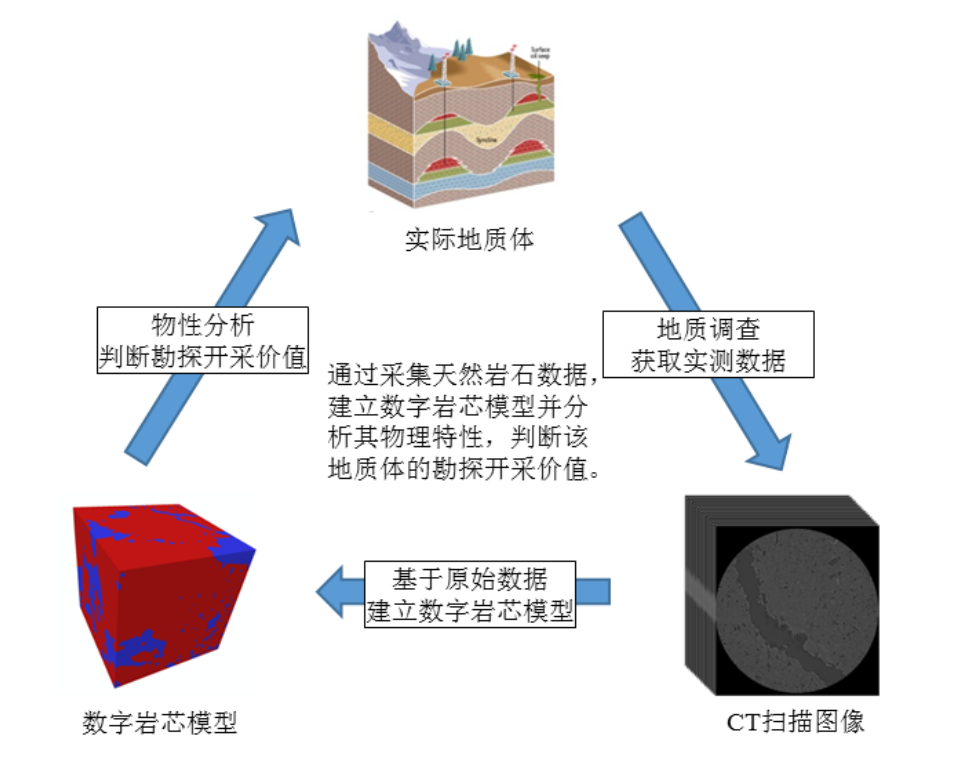 Surface
oil seep
Syncline
实际地质体
物性分析
判断勘探开采价值
地质调查
获取实测数据
通过采集天然岩石数据，
建立数字岩芯模型并分
析其物理特性，判断该
地质体的勘探开采价值。
基于原始数据
建立数字岩芯模型
数字岩芯模型
CT扫描图像